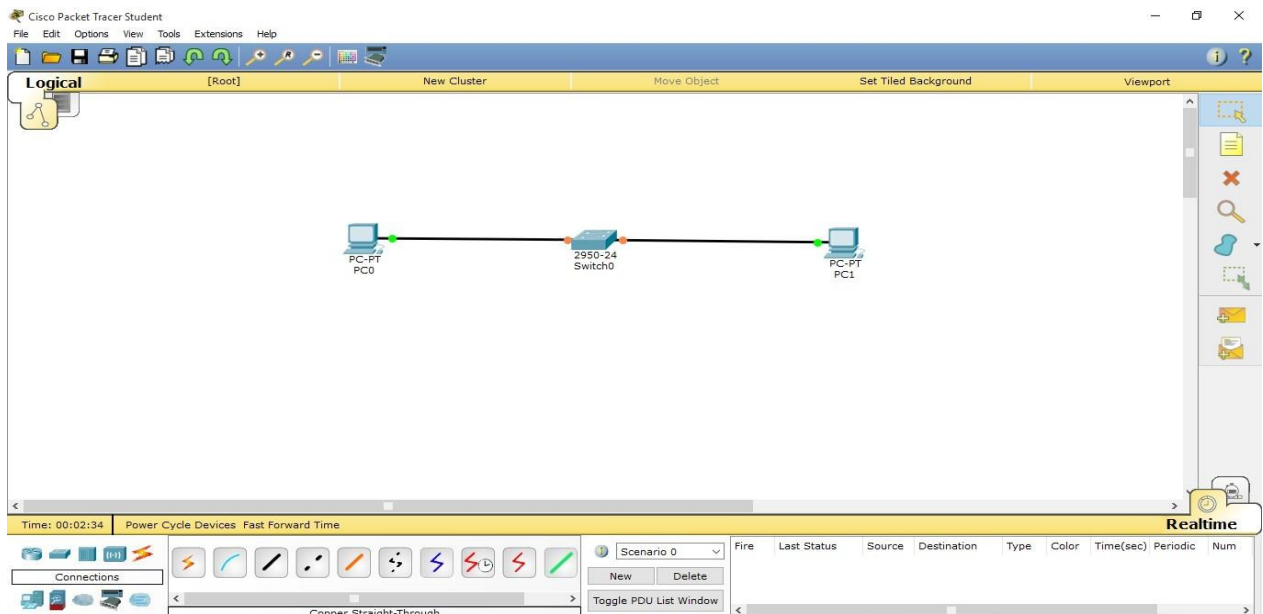 Cisco Packet Tracer Student
File Edit Options View Tools Extensions Help
Logical [Root] New Cluster Move Object Set Tiled Background Viewport
PC-PT
PC0
2950-24
Switch0
PC-PT
PC1
Time: 00:02:34 Power Cycle Devices Fast Forward Time Realtime
Connections
Copper Straight-Through
Scenario 0
New Delete
Toggle PDU List Window
Fire Last Status Source Destination Type Color Time(sec) Periodic Num